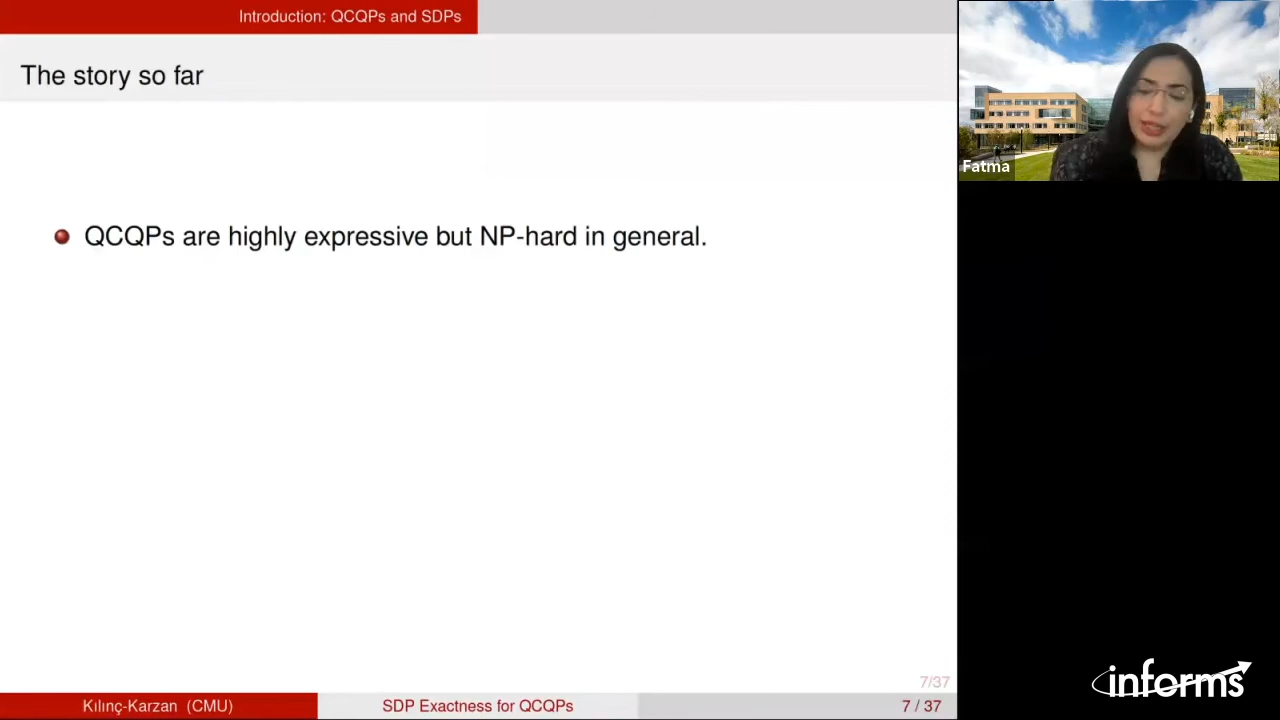 Introduction: QCQPs and SDPs
The story so far
QCQPs are highly expressive but NP-hard in general.
7/37
Kılınç-Karzan (CMU)
SDP Exactness for QCQPs
7 / 37
Fatma
informs